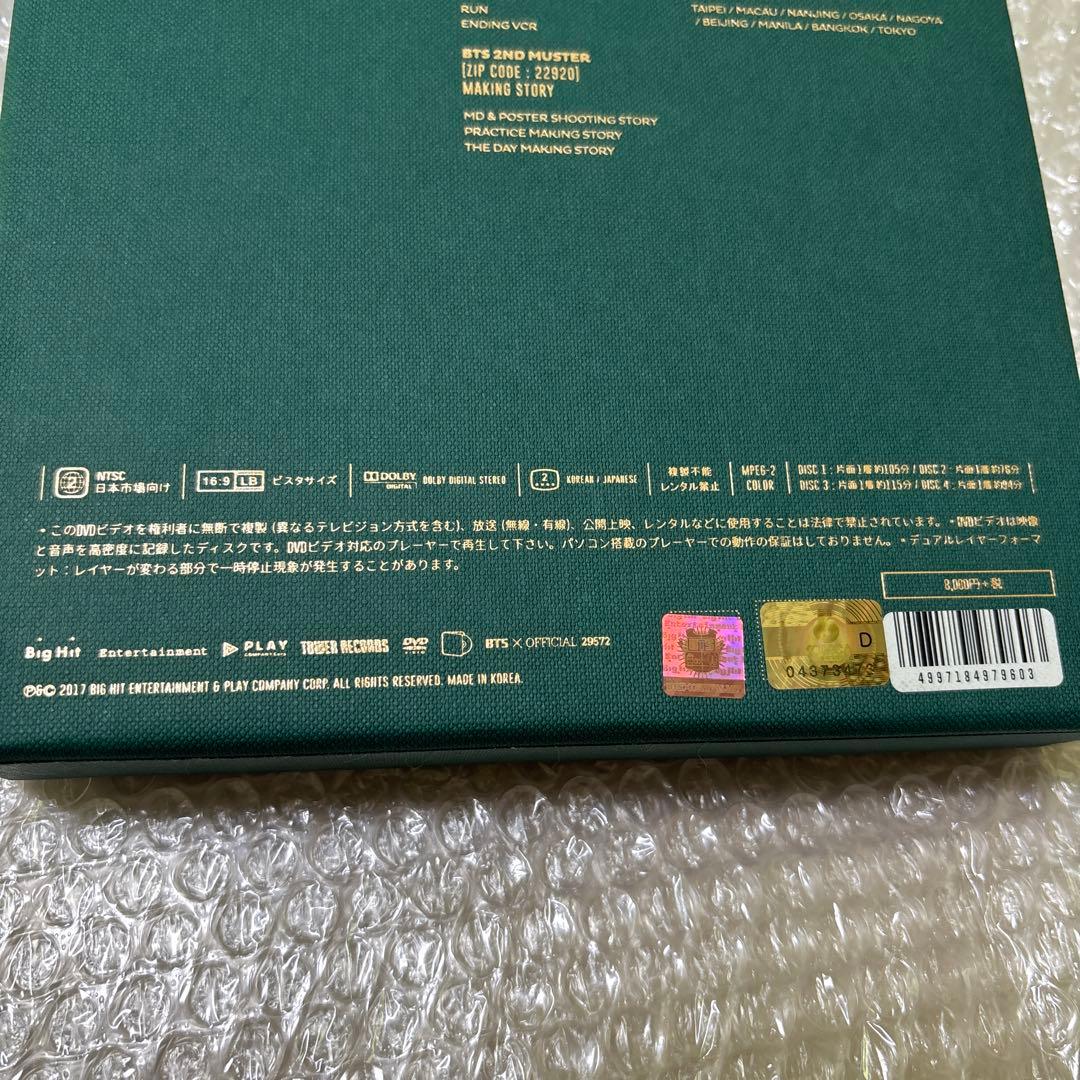 RUN
ENDING VCR
BTS 2ND MUSTER
[ZIP CODE : 22920]
MAKING STORY
MD & POSTER SHOOTING STORY
PRACTICE MAKING STORY
THE DAY MAKING STORY
TAIPEI / MACAU / NANJING / OSAKA / NAGOYA
/ BEIJING / MANILA / BANGKOK / TOKYO
2 NTSC
日本市場向け
16:9 LB ビスタサイズ
DOLBY
DIGITAL
DOLBY DIGITAL STEREO
2 KOREAN / JAPANESE
複製不能
レンタル禁止
MPEG-2
COLOR
DISC 1 : 片面1層 約105分 / DISC 2 : 片面1層 約76分
DISC 3 : 片面1層 約115分 / DISC 4 : 片面1層 約94分
* このDVDビデオを権利者に無断で複製 (異なるテレビジョン方式を含む)、放送 (無線・有線)、公開上映、レンタルなどに使用することは法律で禁止されています。 * DVDビデオは映像
と音声を高密度に記録したディスクです。DVDビデオ対応のプレーヤーで再生して下さい。パソコン搭載のプレーヤーでの動作の保証はしておりません。 * デュアルレイヤーフォーマ
ット : レイヤーが変わる部分で一時停止現象が発生することがあります。
8,000円+税
Big Hit Entertainment
PLAY
TOWER RECORDS
DVD
BTS × OFFICIAL 29572
D
4997184979603
℗&© 2017 BIG HIT ENTERTAINMENT & PLAY COMPANY CORP. ALL RIGHTS RESERVED. MADE IN KOREA.